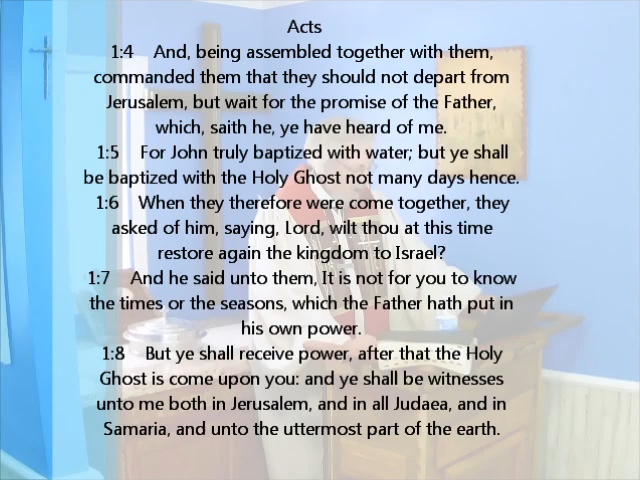 Acts
1:4 And, being assembled together with them,
commanded them that they should not depart from
Jerusalem, but wait for the promise of the Father,
which, saith he, ye have heard of me.
1:5 For John truly baptized with water; but ye shall
be baptized with the Holy Ghost not many days hence.
1:6 When they therefore were come together, they
asked of him, saying, Lord, wilt thou at this time
restore again the kingdom to Israel?
1:7 And he said unto them, It is not for you to know
the times or the seasons, which the Father hath put in
his own power.
1:8 But ye shall receive power, after that the Holy
Ghost is come upon you: and ye shall be witnesses
unto me both in Jerusalem, and in all Judaea, and in
Samaria, and unto the uttermost part of the earth.